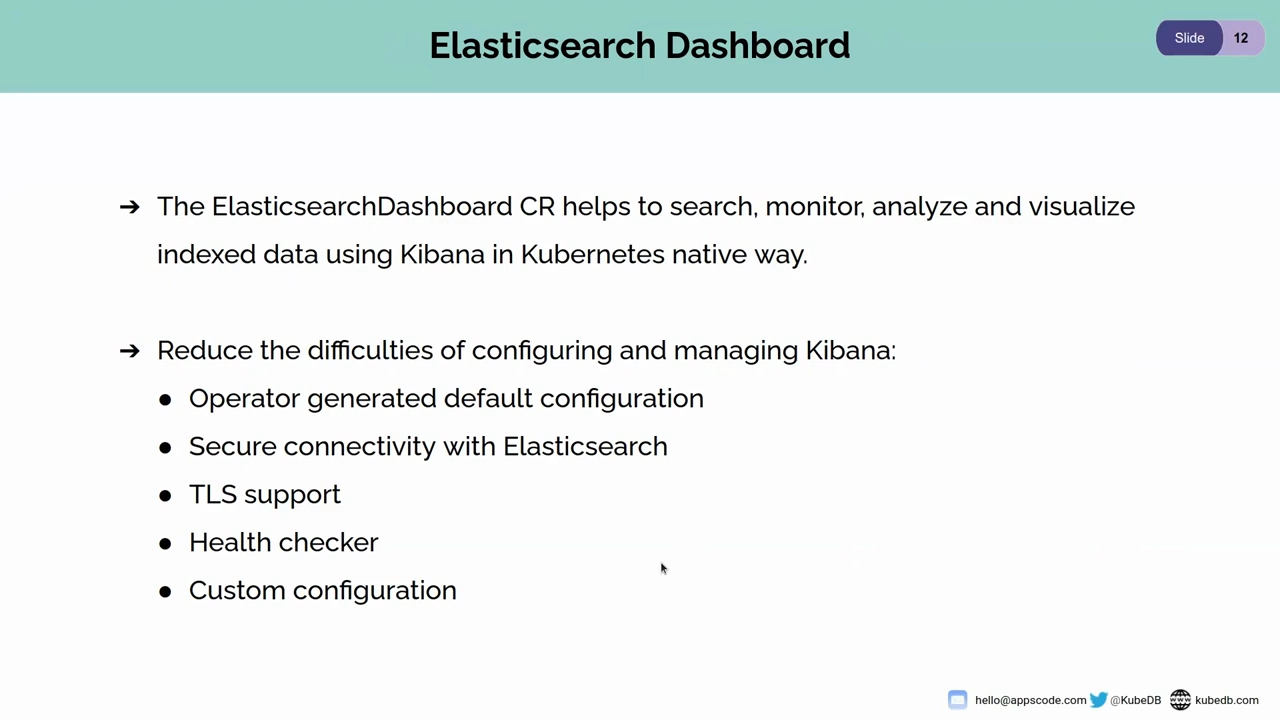 Elasticsearch Dashboard
Slide 12
➔ The ElasticsearchDashboard CR helps to search, monitor, analyze and visualize
indexed data using Kibana in Kubernetes native way.
➔ Reduce the difficulties of configuring and managing Kibana:
● Operator generated default configuration
● Secure connectivity with Elasticsearch
● TLS support
● Health checker
● Custom configuration
hello@appscode.com @KubeDB kubedb.com